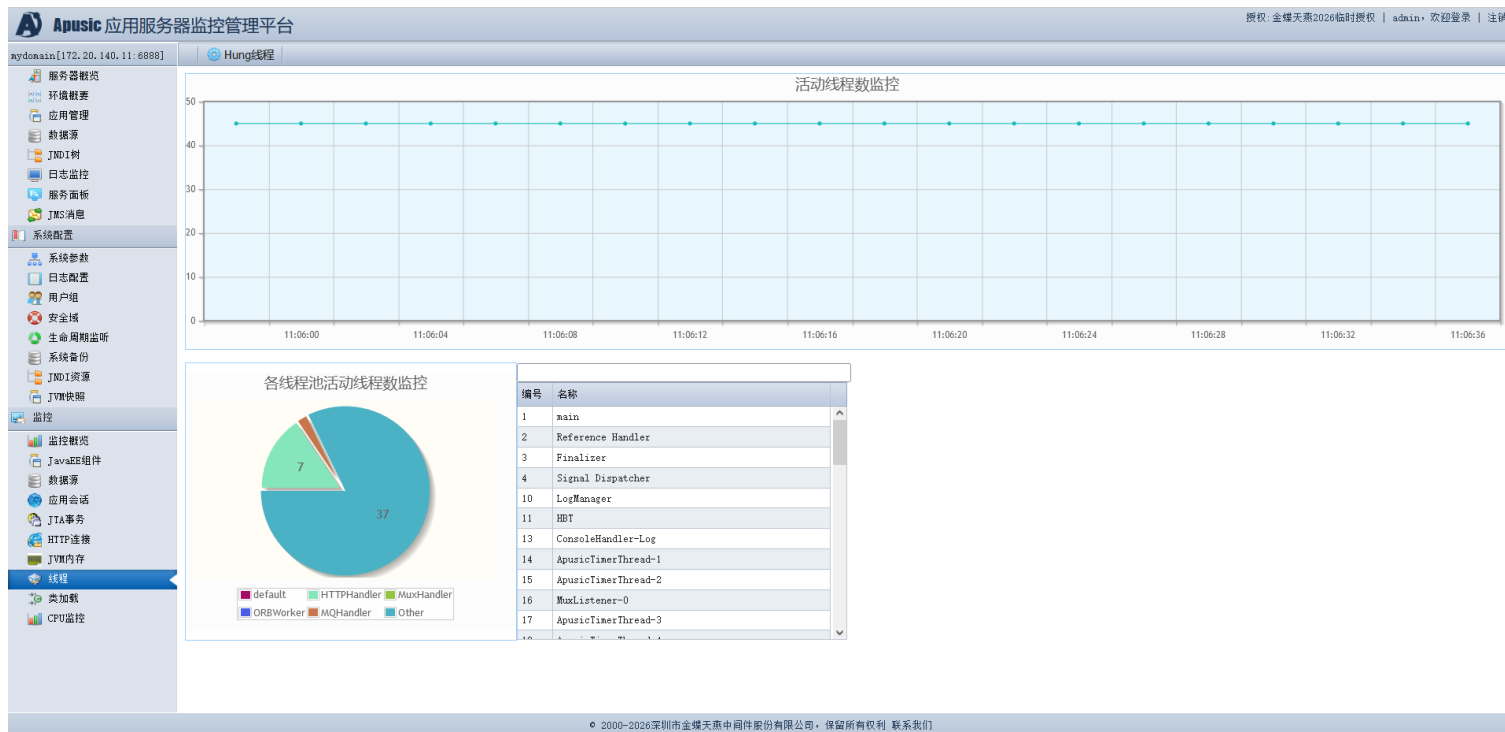 Apusic 应用服务器监控管理平台
授权:金蝶天燕2026临时授权 | admin,欢迎登录 | 注销
mydomain[172.20.140.11:6888]
Hung线程
服务器概览
环境概要
应用管理
数据源
JNDI树
日志监控
服务面板
JMS消息
系统配置
系统参数
日志配置
用户组
安全域
生命周期监听
系统备份
JNDI资源
JVM快照
监控
监控概览
JavaEE组件
数据源
应用会话
JTA事务
HTTP连接
JVM内存
线程
类加载
CPU监控
活动线程数监控
50
40
30
20
10
0
11:06:00 11:06:04 11:06:08 11:06:12 11:06:16 11:06:20 11:06:24 11:06:28 11:06:32 11:06:36
各线程池活动线程数监控
7
37
default HTTPHandler MuxHandler
ORBWorker MQHandler Other
编号 名称
1 main
2 Reference Handler
3 Finalizer
4 Signal Dispatcher
10 LogManager
11 HBT
13 ConsoleHandler-Log
14 ApusicTimerThread-1
15 ApusicTimerThread-2
16 MuxListener-0
17 ApusicTimerThread-3
© 2000-2026深圳市金蝶天燕中间件股份有限公司,保留所有权利 联系我们